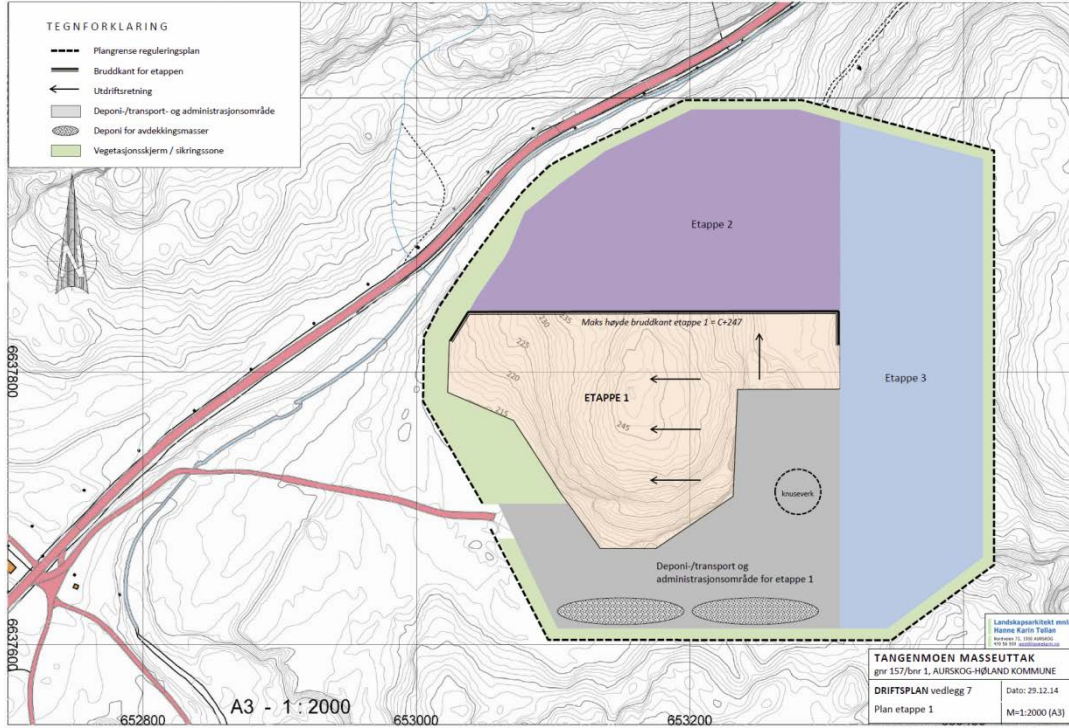 TEGNFORKLARING
Plangrense reguleringsplan
Bruddkant for etappen
Utdriftsretning
Deponi-/transport- og administrasjonsområde
Deponi for avdekkingsmasser
Vegetasjonsskjerm / sikringssone
N
Etappe 2
Maks høyde bruddkant etappe 1 = C+247
235
230
225
220
215
245
ETAPPE 1
Etappe 3
knuseverk
Deponi-/transport og
administrasjonsområde for etappe 1
6637800
6637600
652800
653000
653200
A3 - 1 : 2000
Landskapsarkitekt mnla
Hanne Karin Tollan
TANGENMOEN MASSEUTTAK
gnr 157/bnr 1, AURSKOG-HØLAND KOMMUNE
DRIFTSPLAN vedlegg 7
Dato: 29.12.14
Plan etappe 1
M=1:2000 (A3)